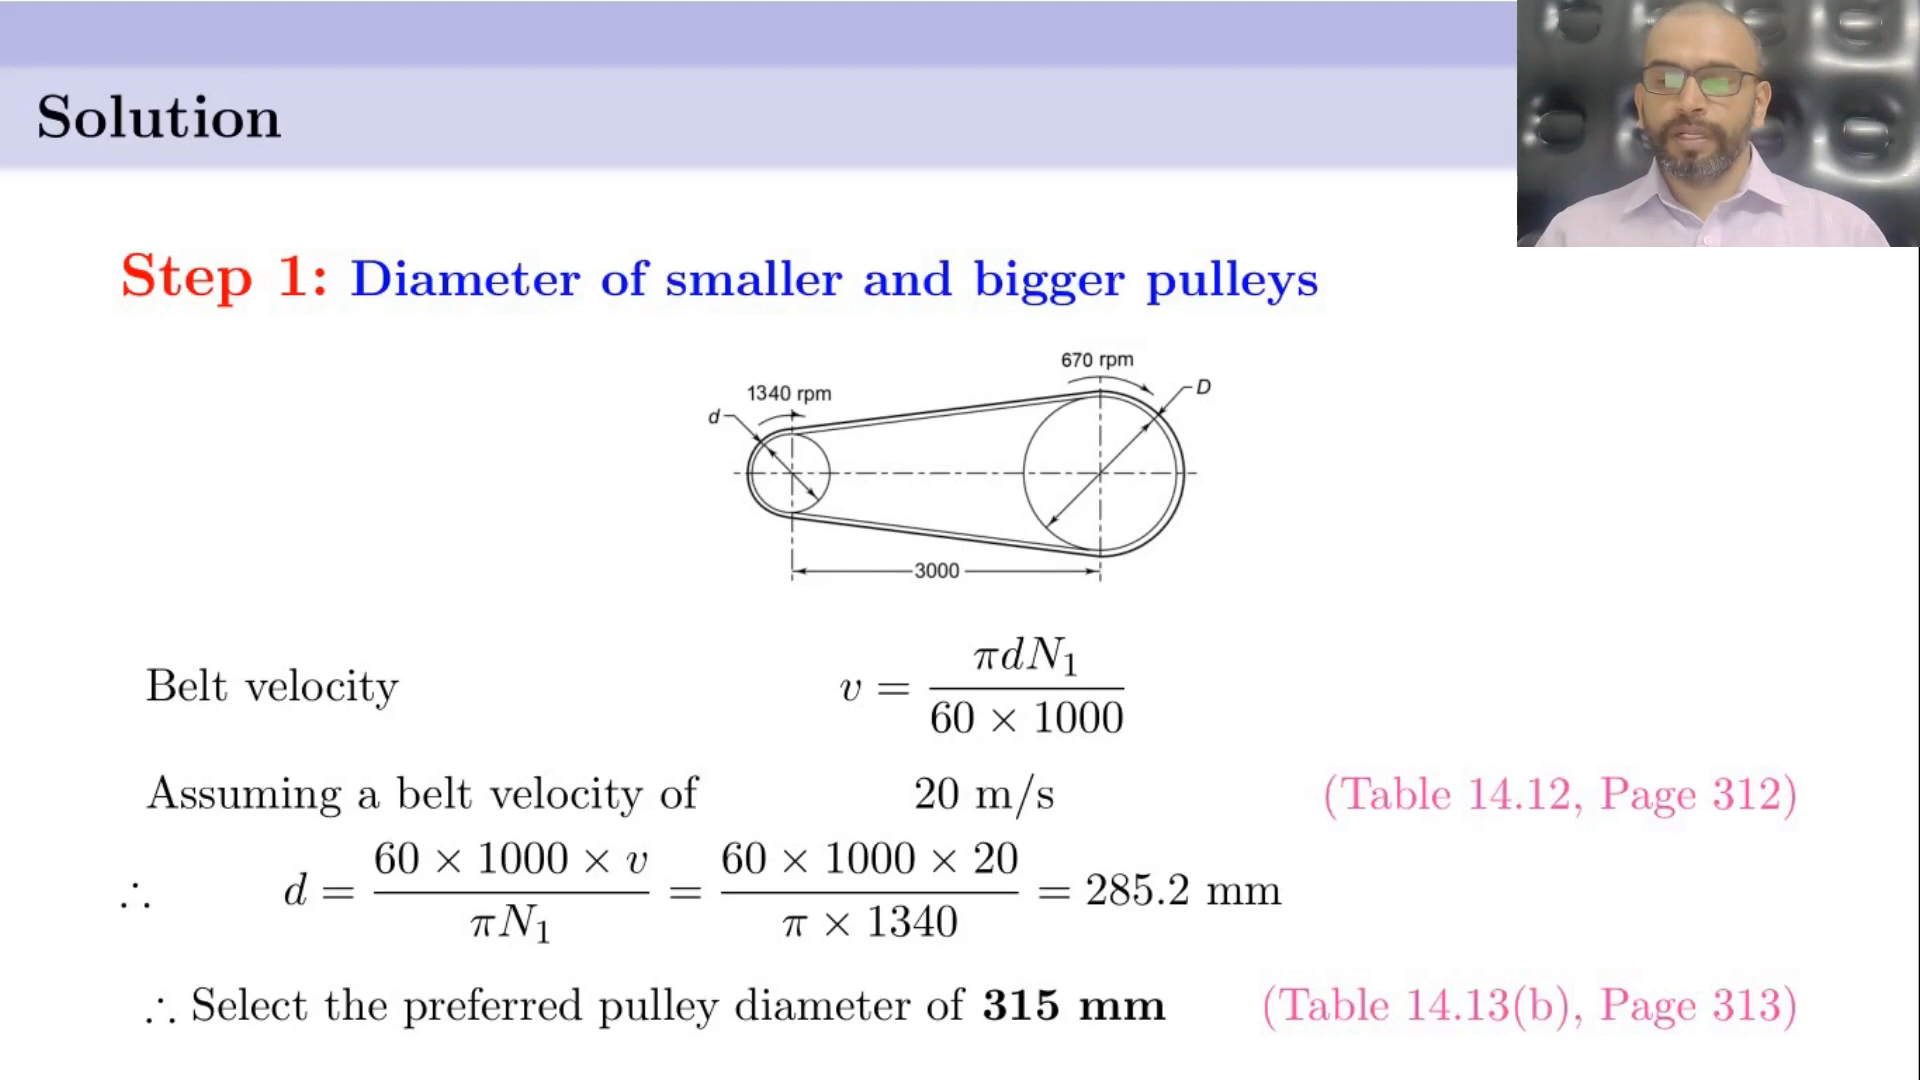 Solution
Step 1: Diameter of smaller and bigger pulleys
670 rpm
D
1340 rpm
d
3000
Belt velocity v = πdN₁ / 60 × 1000
Assuming a belt velocity of 20 m/s (Table 14.12, Page 312)
∴ d = 60 × 1000 × v / πN₁ = 60 × 1000 × 20 / π × 1340 = 285.2 mm
∴ Select the preferred pulley diameter of 315 mm (Table 14.13(b), Page 313)